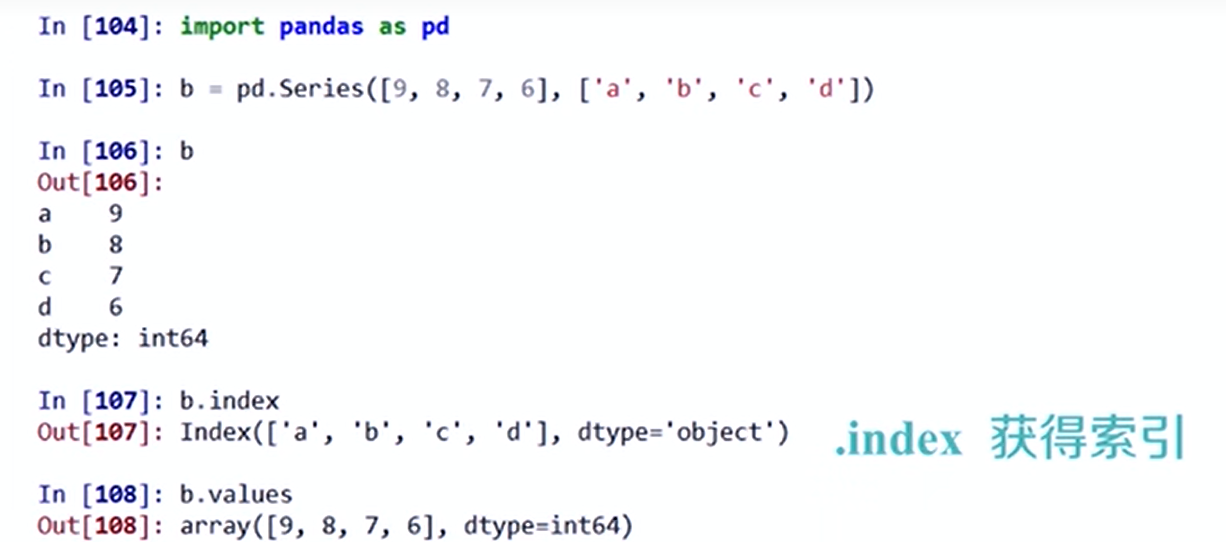 In [104]: import pandas as pd
In [105]: b = pd.Series([9, 8, 7, 6], ['a', 'b', 'c', 'd'])
In [106]: b
Out[106]:
a    9
b    8
c    7
d    6
dtype: int64
In [107]: b.index
Out[107]: Index(['a', 'b', 'c', 'd'], dtype='object')
.index 获得索引
In [108]: b.values
Out[108]: array([9, 8, 7, 6], dtype=int64)